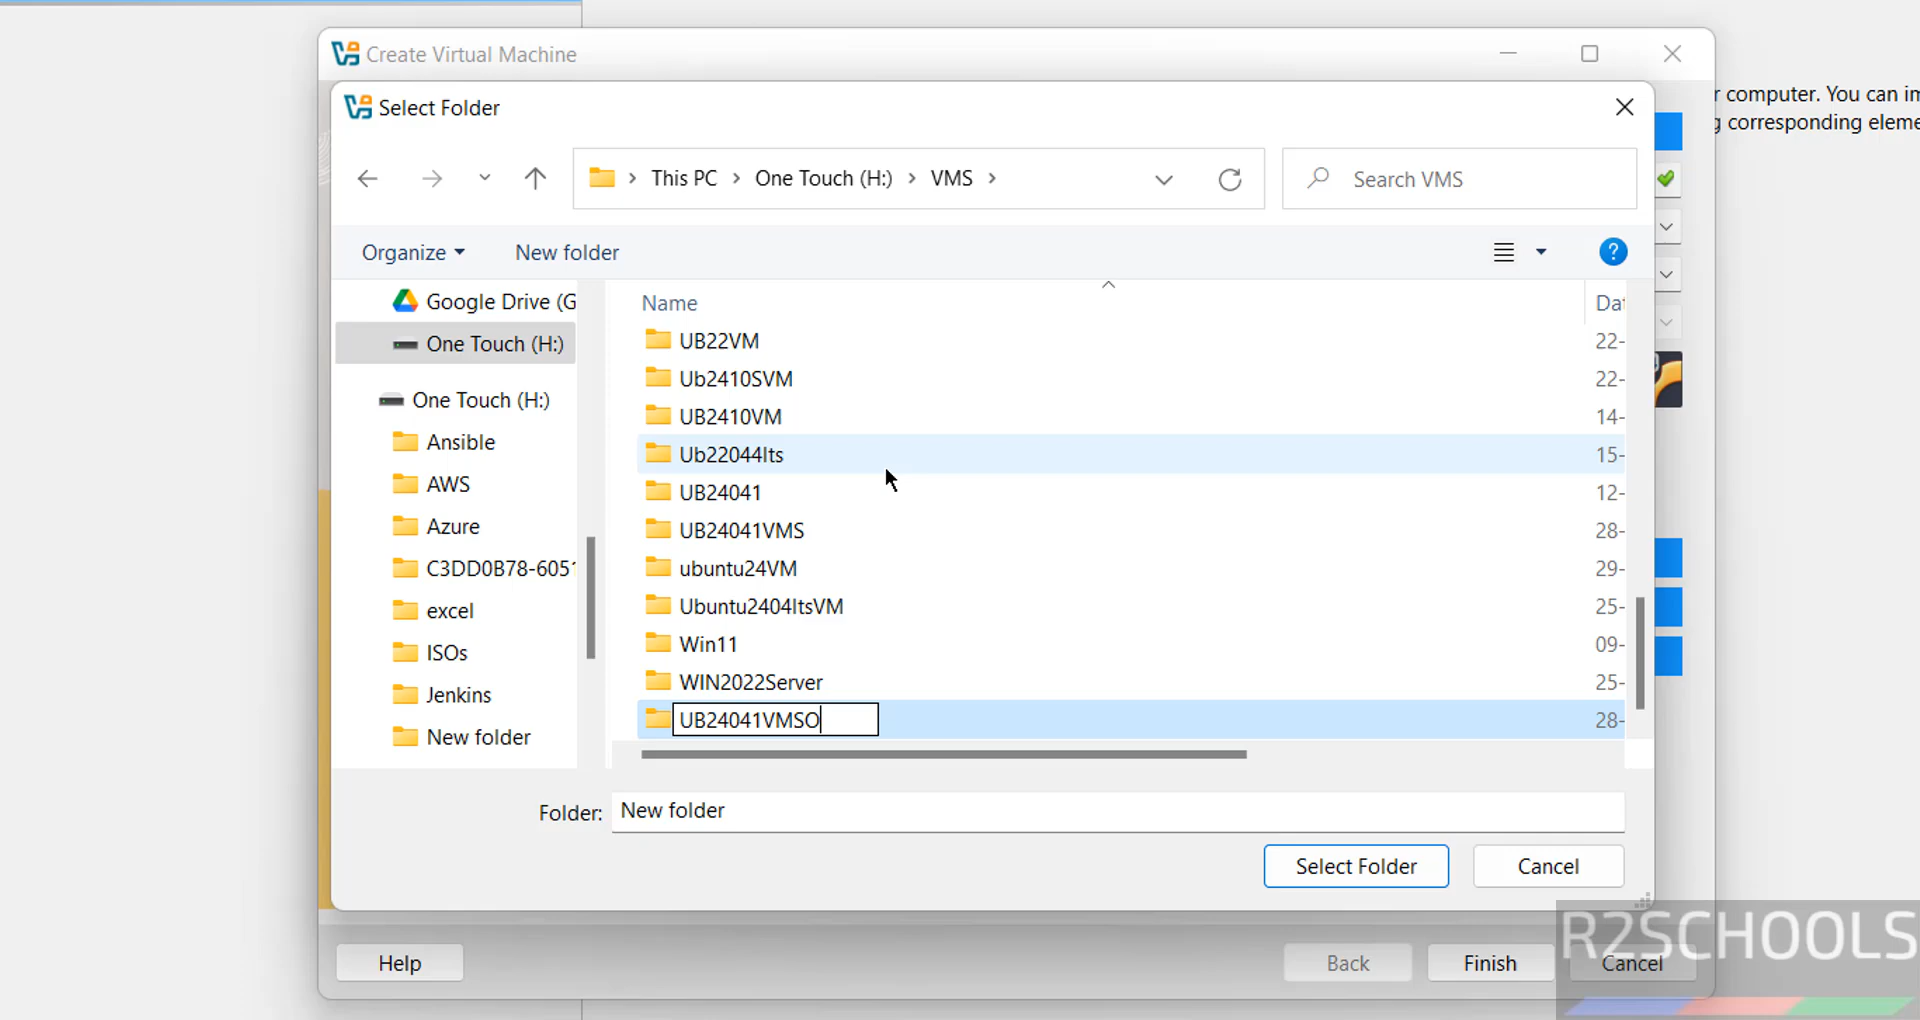 Create Virtual Machine
Select Folder
r computer. You can im
g corresponding eleme
This PC > One Touch (H:) > VMS >
Search VMS
Organize
New folder
?
Google Drive (G
One Touch (H:)
One Touch (H:)
Ansible
AWS
Azure
C3DD0B78-6051
excel
ISOs
Jenkins
New folder
Name
Dat
UB22VM
22-
Ub2410SVM
22-
UB2410VM
14-
Ub22044lts
15-
UB24041
12-
UB24041VMS
28-
ubuntu24VM
29-
Ubuntu2404ltsVM
25-
Win11
09-
WIN2022Server
25-
UB24041VMSO
28-
Folder:
New folder
Select Folder
Cancel
Help
Back
Finish
Cancel
R2SCHOOLS